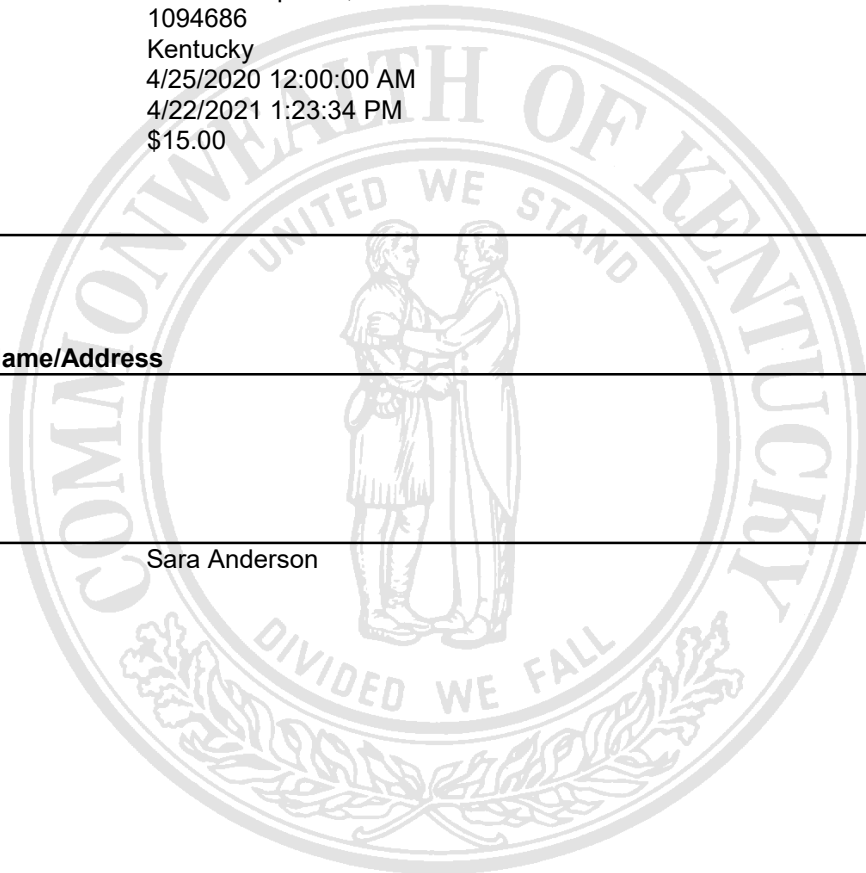 1094686
Kentucky
4/25/2020 12:00:00 AM
4/22/2021 1:23:34 PM
$15.00
COMMONWEALTH OF KENTUCKY
UNITED WE STAND
ame/Address
Sara Anderson
DIVIDED WE FALL